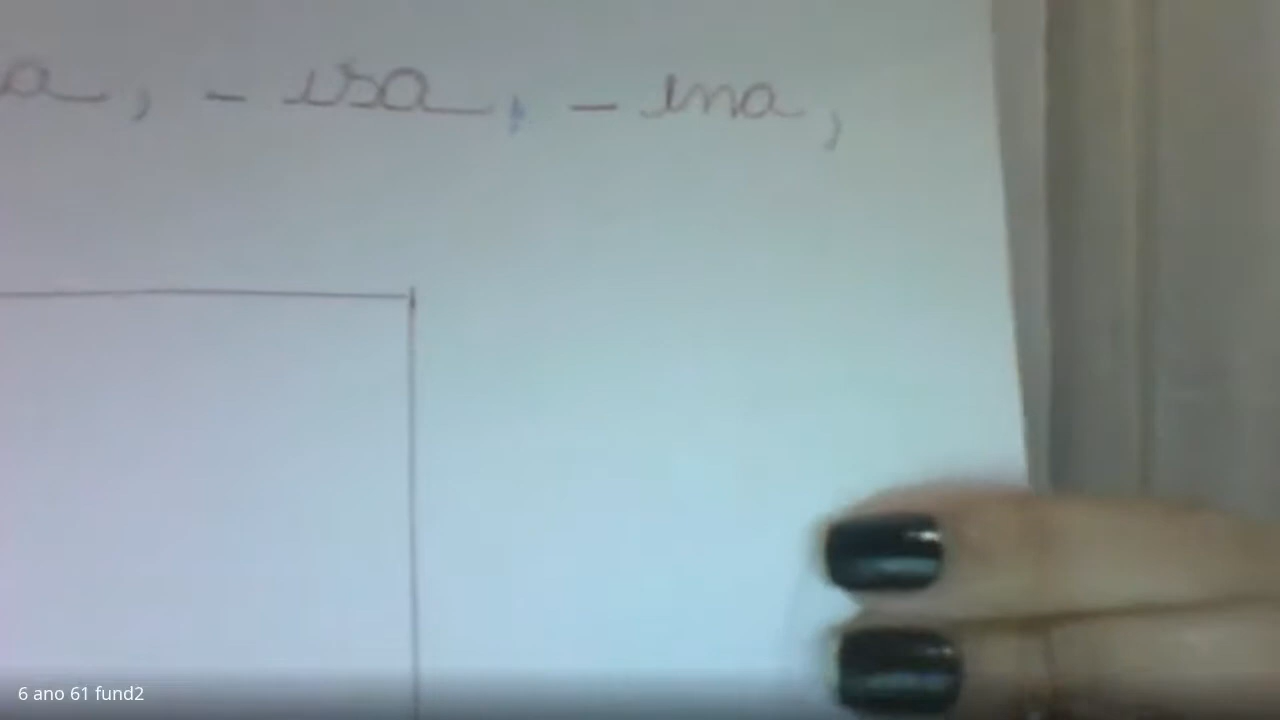 a, - isa, - ina,
6 ano 61 fund2